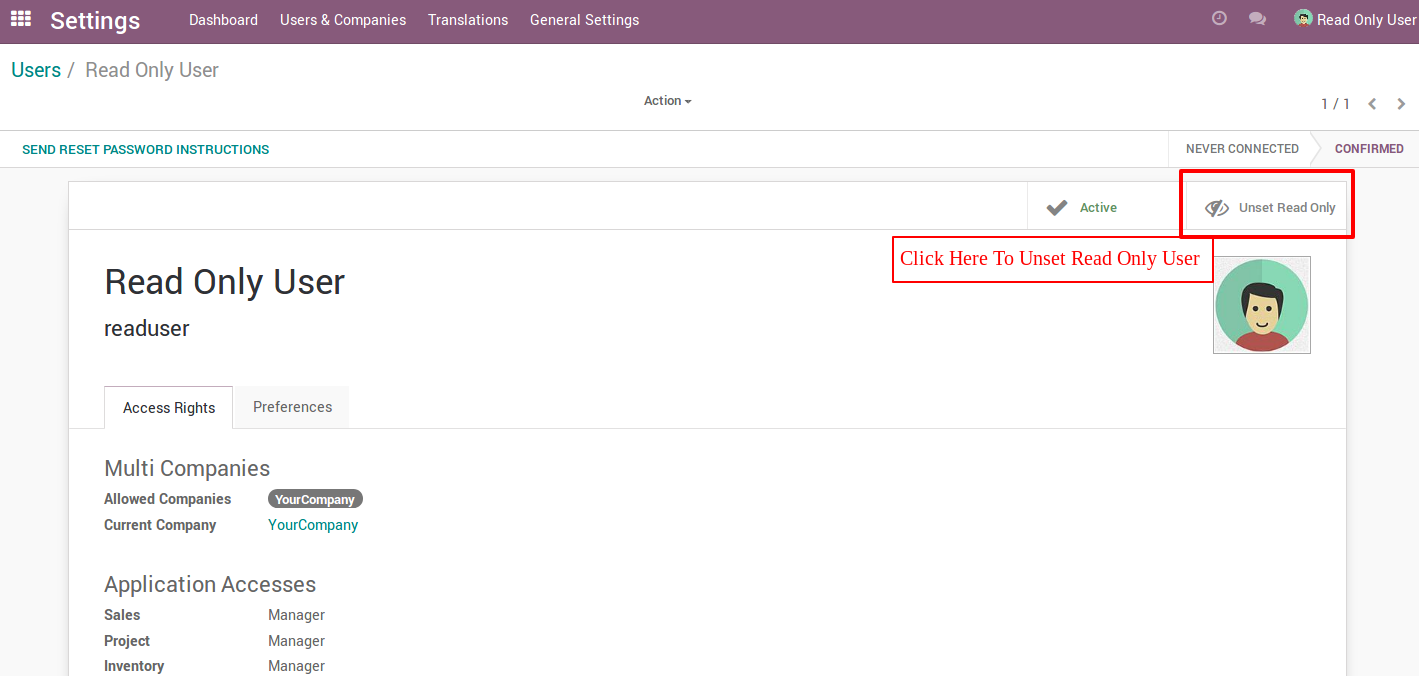 Settings Dashboard Users & Companies Translations General Settings Read Only User
Users / Read Only User
Action
1 / 1
SEND RESET PASSWORD INSTRUCTIONS NEVER CONNECTED CONFIRMED
Active Unset Read Only
Click Here To Unset Read Only User
Read Only User
readuser
Access Rights Preferences
Multi Companies
Allowed Companies YourCompany
Current Company YourCompany
Application Accesses
Sales Manager
Project Manager
Inventory Manager